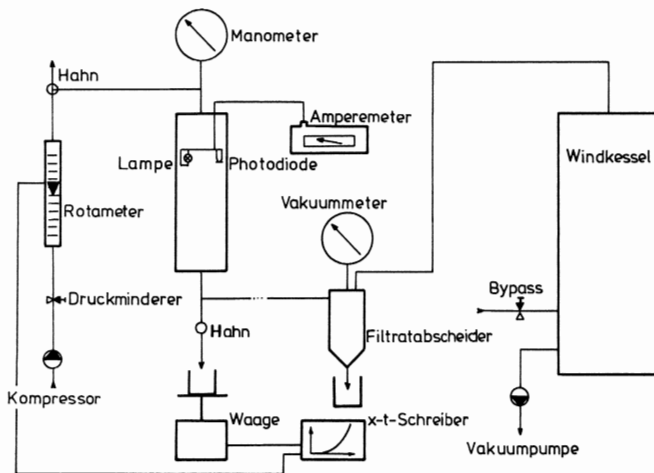 Manometer
Hahn
Amperemeter
Lampe
Photodiode
Windkessel
Vakuummeter
Rotameter
Bypass
Druckminderer
Hahn
Filtratabscheider
Kompressor
Waage
x-t-Schreiber
Vakuumpumpe